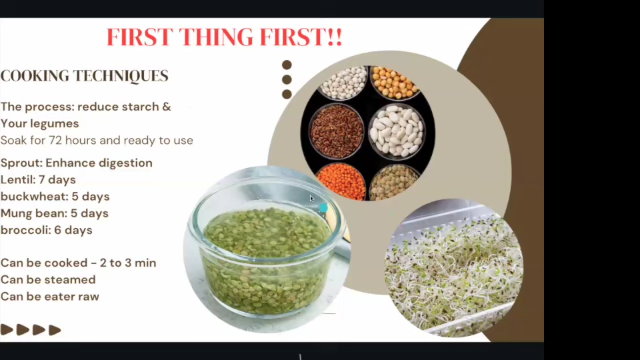 FIRST THING FIRST!!
COOKING TECHNIQUES
The process: reduce starch &
Your legumes
Soak for 72 hours and ready to use
Sprout: Enhance digestion
Lentil: 7 days
buckwheat: 5 days
Mung bean: 5 days
broccoli: 6 days
Can be cooked - 2 to 3 min
Can be steamed
Can be eater raw